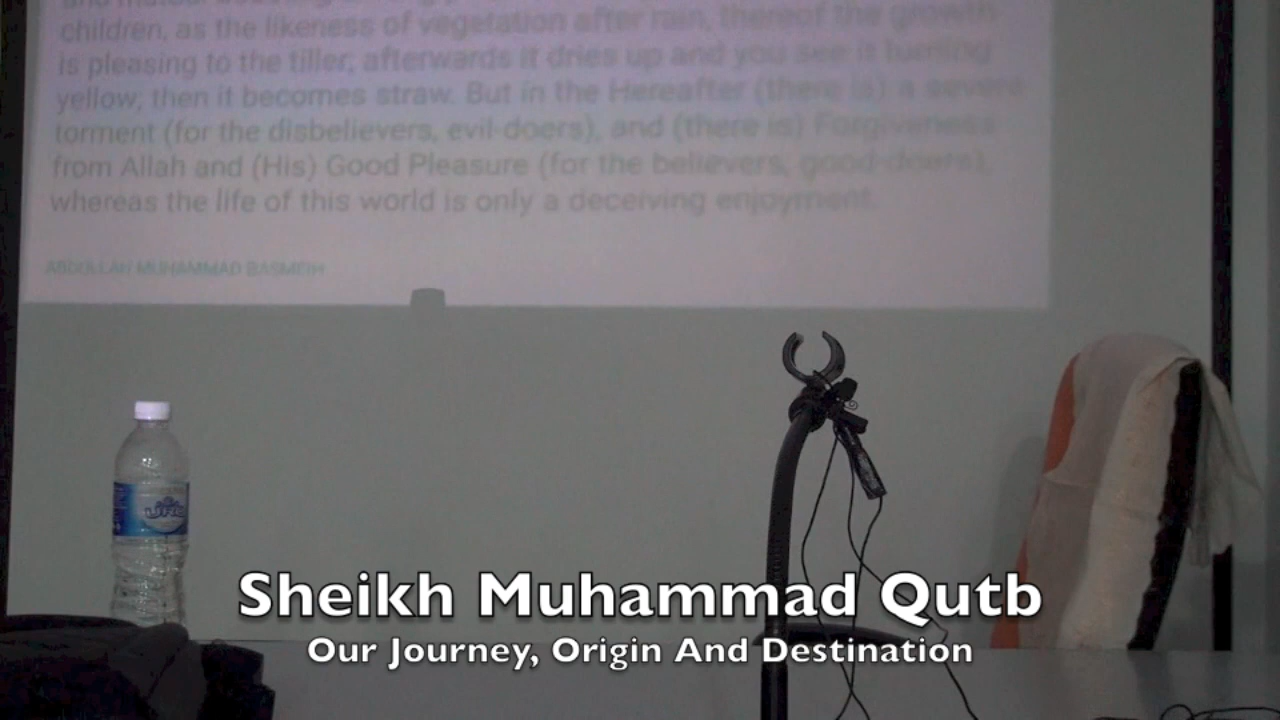 children, as the likeness of vegetation after rain, thereof the growth
is pleasing to the tiller; afterwards it dries up and you see it turning
yellow; then it becomes straw. But in the Hereafter (there is) a severe
torment (for the disbelievers, evil-doers), and (there is) Forgiveness
from Allah and (His) Good Pleasure (for the believers, good-doers),
whereas the life of this world is only a deceiving enjoyment.
ABDULLAH MUHAMMAD BASMEIH
Sheikh Muhammad Qutb
Our Journey, Origin And Destination